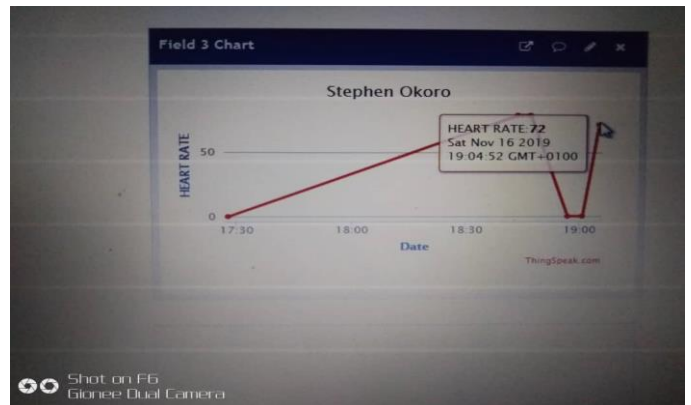 Field 3 Chart
Stephen Okoro
HEART RATE
50
0
HEART RATE:72
Sat Nov 16 2019
19:04:52 GMT+0100
17:30
18:00
18:30
19:00
Date
ThingSpeak.com
Shot on F6
Gionee Dual Camera